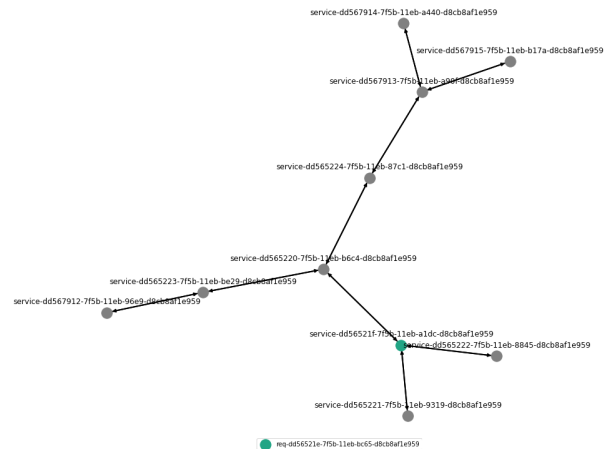 service-dd567914-7f5b-11eb-a440-d8cb8af1e959
service-dd567915-7f5b-11eb-b17a-d8cb8af1e959
service-dd567913-7f5b-11eb-a98f-d8cb8af1e959
service-dd565224-7f5b-11eb-87c1-d8cb8af1e959
service-dd565220-7f5b-11eb-b6c4-d8cb8af1e959
service-dd565223-7f5b-11eb-be29-d8cb8af1e959
service-dd567912-7f5b-11eb-96e9-d8cb8af1e959
service-dd56521f-7f5b-11eb-a1dc-d8cb8af1e959
service-dd565222-7f5b-11eb-8845-d8cb8af1e959
service-dd565221-7f5b-11eb-9319-d8cb8af1e959
req-dd56521e-7f5b-11eb-bc65-d8cb8af1e959